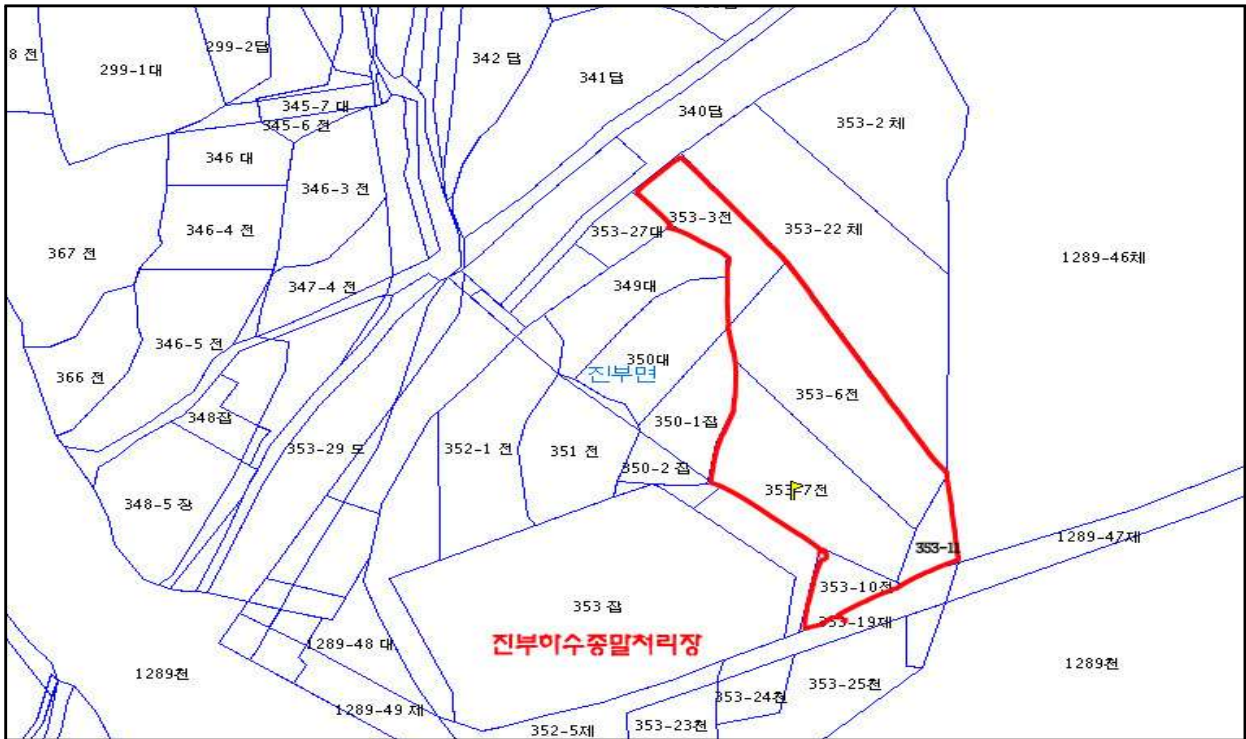 8 전
299-2답
299-1대
342 답
341답
345-7 대
345-6 전
340답
353-2 체
346 대
346-3 전
353-3전
353-27대
353-22 체
346-4 전
367 전
1289-46체
347-4 전
349대
346-5 전
350대
진부면
366 전
353-6전
348잡
350-1잡
353-29 도
352-1 전
351 전
350-2 잡
353-7전
348-5 장
353-11
1289-47제
353-10전
353 잡
353-19제
진부하수종말처리장
1289-48 대
1289천
1289천
353-25천
353-24천
1289-49 제
353-23천
352-5제